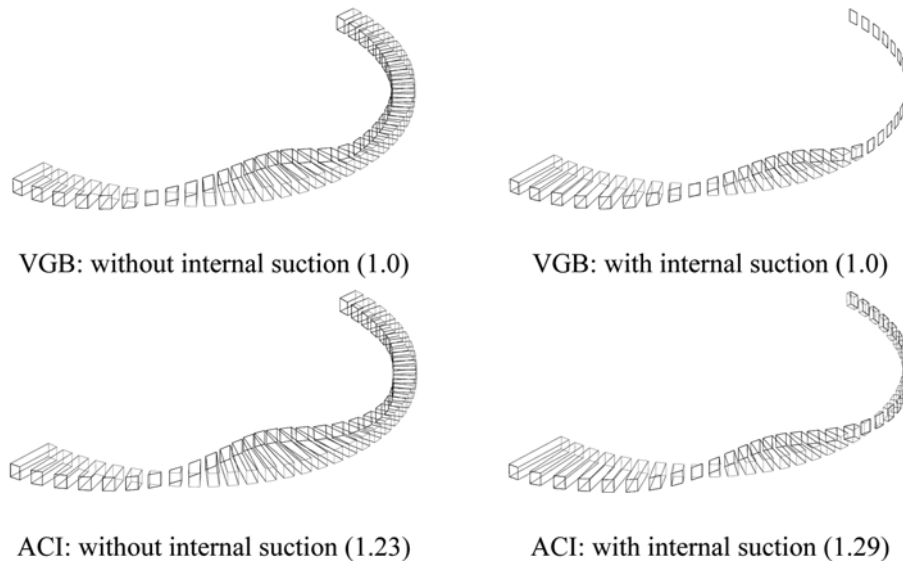 VGB: without internal suction (1.0)
VGB: with internal suction (1.0)
ACI: without internal suction (1.23)
ACI: with internal suction (1.29)